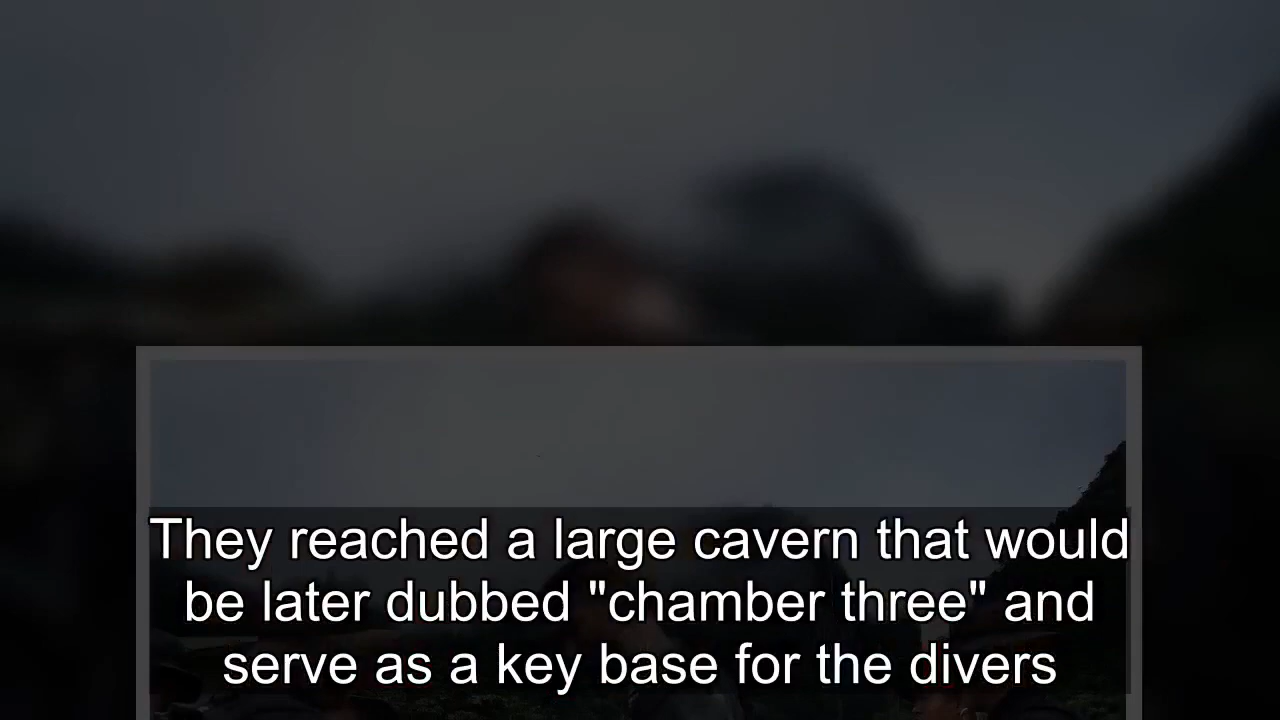 They reached a large cavern that would
be later dubbed "chamber three" and
serve as a key base for the divers